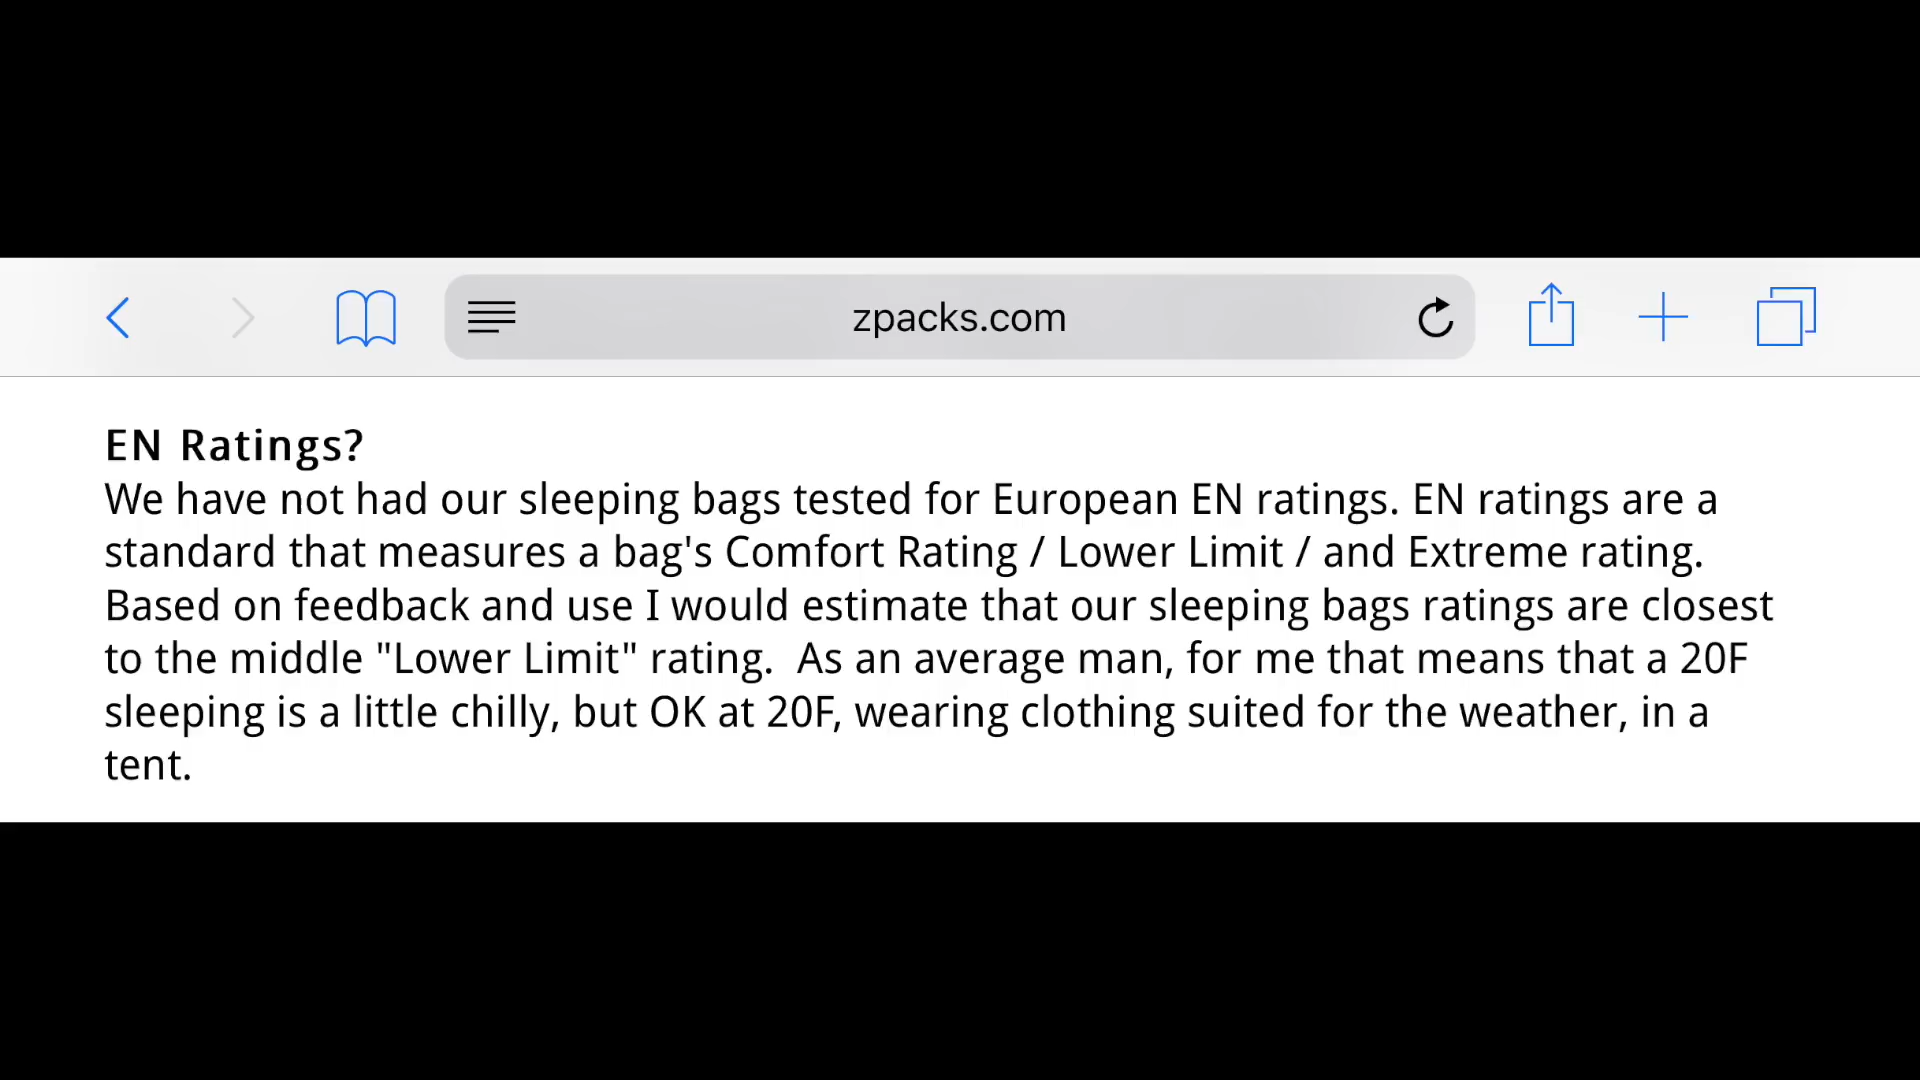 zpacks.com
EN Ratings?
We have not had our sleeping bags tested for European EN ratings. EN ratings are a
standard that measures a bag's Comfort Rating / Lower Limit / and Extreme rating.
Based on feedback and use I would estimate that our sleeping bags ratings are closest
to the middle "Lower Limit" rating.  As an average man, for me that means that a 20F
sleeping is a little chilly, but OK at 20F, wearing clothing suited for the weather, in a
tent.